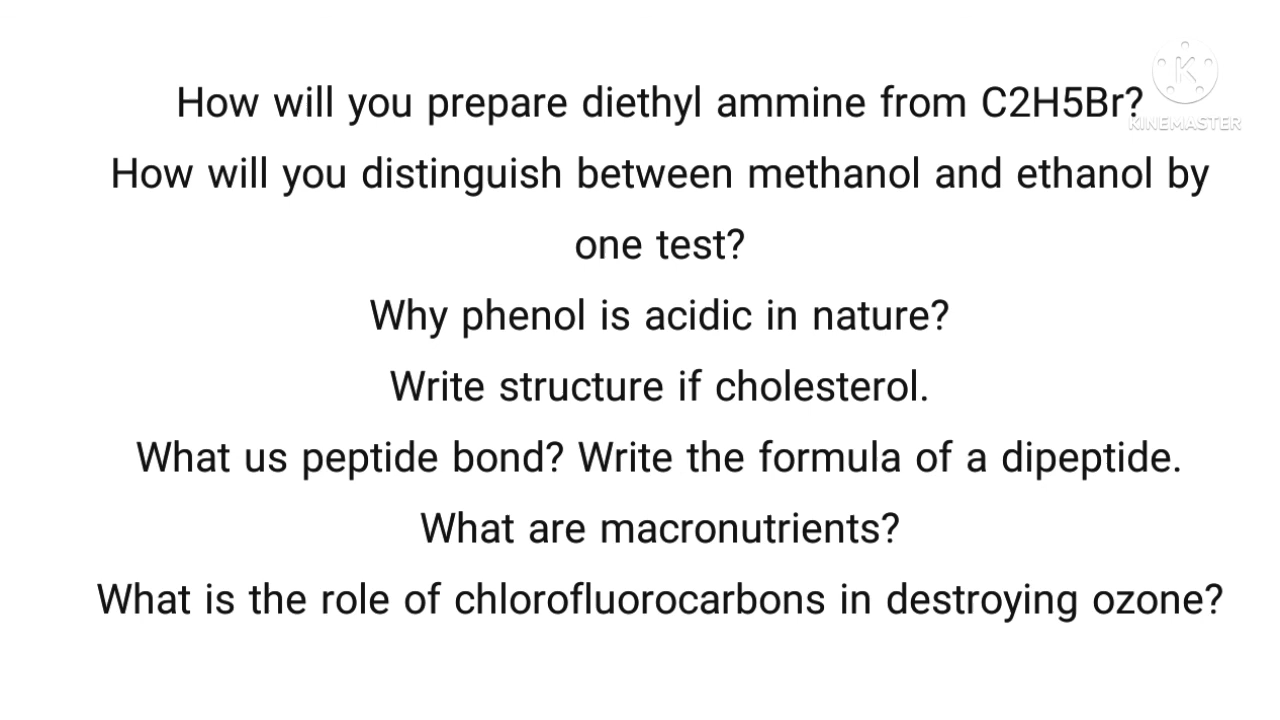 How will you prepare diethyl ammine from C2H5Br?
KINEMASTER
How will you distinguish between methanol and ethanol by
one test?
Why phenol is acidic in nature?
Write structure if cholesterol.
What us peptide bond? Write the formula of a dipeptide.
What are macronutrients?
What is the role of chlorofluorocarbons in destroying ozone?